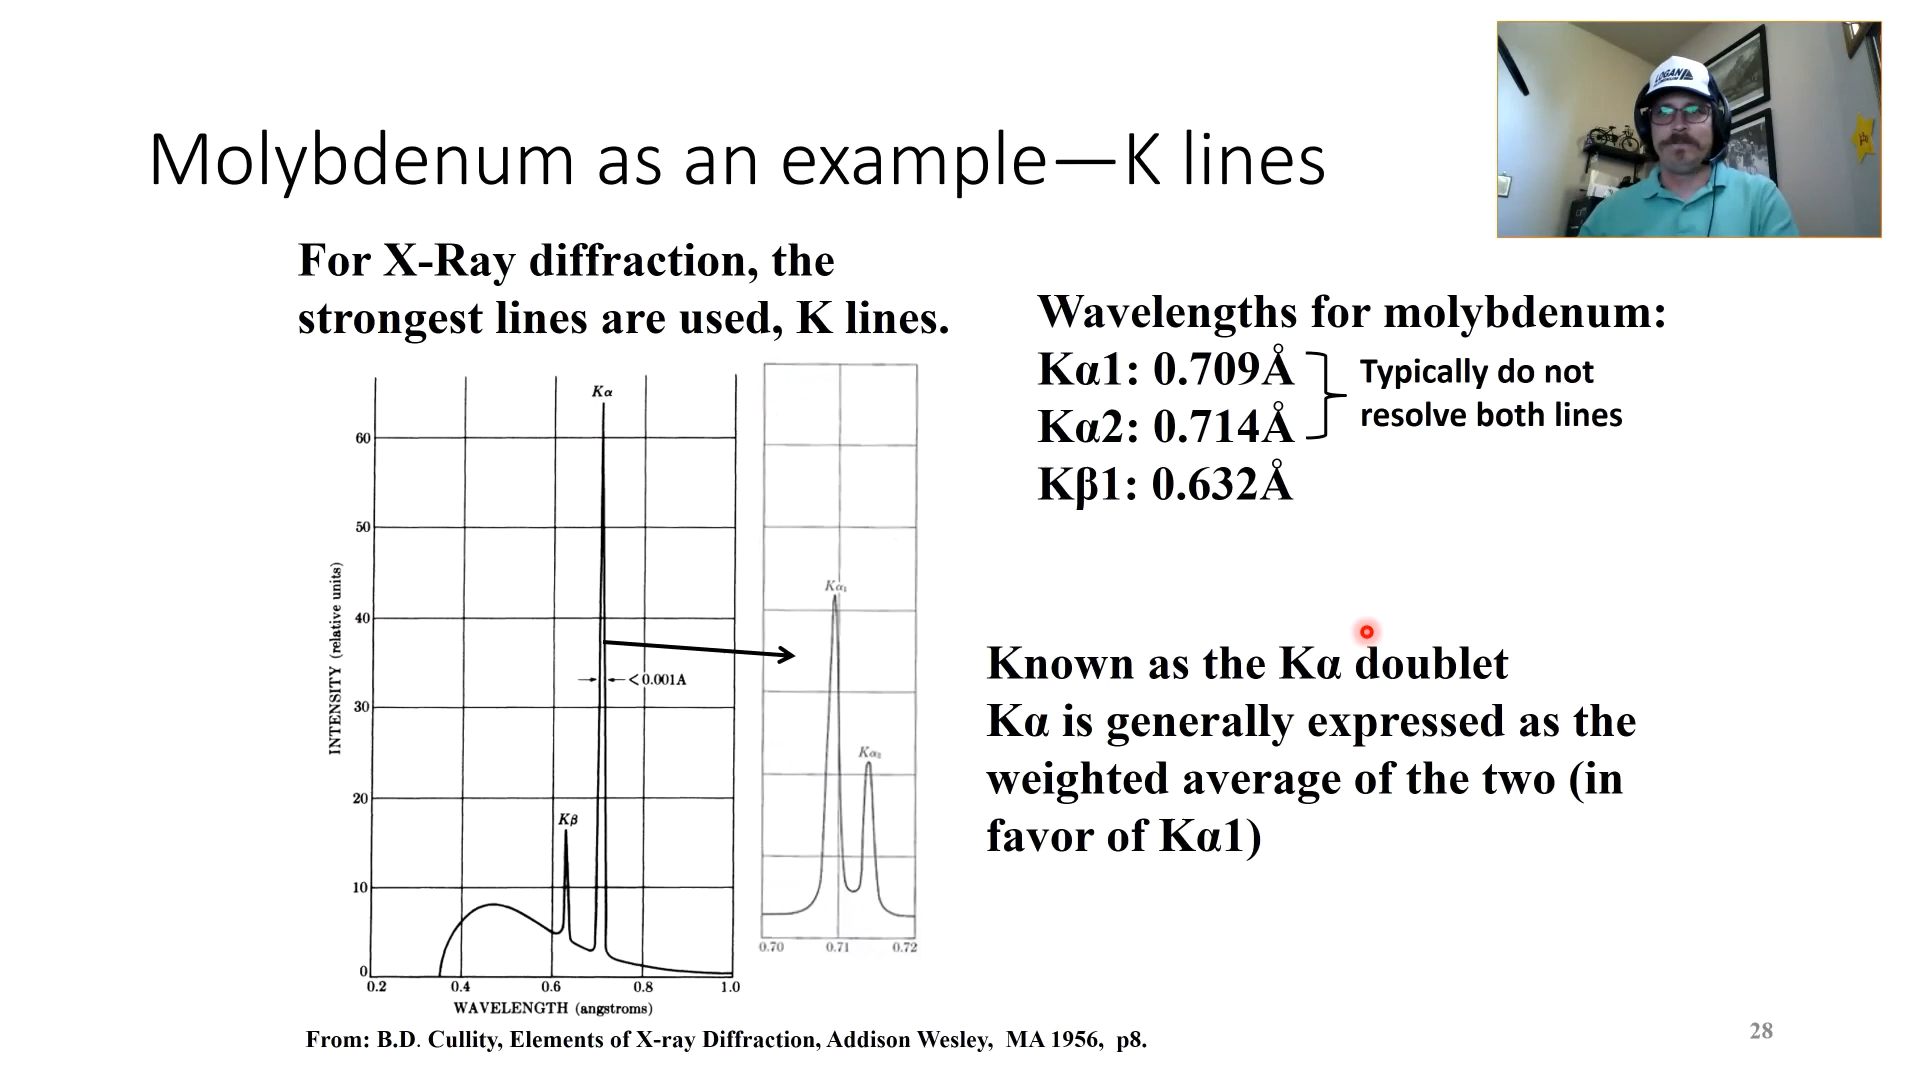 LOGAN
Molybdenum as an example—K lines
For X-Ray diffraction, the
strongest lines are used, K lines.
Wavelengths for molybdenum:
Kα1: 0.709Å
Kα2: 0.714Å
Kβ1: 0.632Å
Typically do not
resolve both lines
Kα
60
50
40
30
20
10
0
INTENSITY (relative units)
<0.001A
Kβ
0.2 0.4 0.6 0.8 1.0
WAVELENGTH (angstroms)
Kα₁
Kα₂
0.70 0.71 0.72
Known as the Kα doublet
Kα is generally expressed as the
weighted average of the two (in
favor of Kα1)
From: B.D. Cullity, Elements of X-ray Diffraction, Addison Wesley, MA 1956, p8.
28